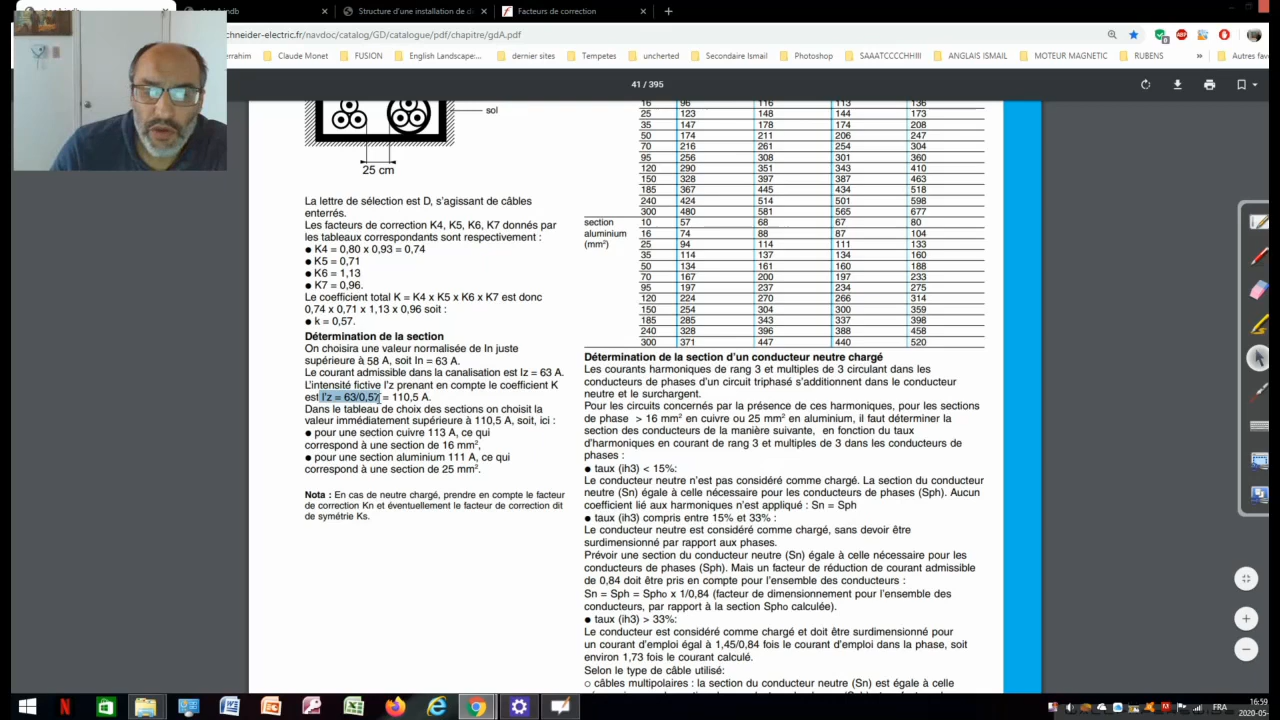 Structure d'une installation de d
Facteurs de correction
chneider-electric.fr/navdoc/catalog/GD/catalogue/pdf/chapitre/gdA.pdf
errahim
Claude Monet
FUSION
English Landscape:...
dernier sites
Tempetes
uncherted
Secondaire Ismail
Photoshop
SAAATCCCCHHIII
ANGLAIS ISMAIL
MOTEUR MAGNETIC
RUBENS
Autres fav
41 / 395
sol
25 cm
La lettre de sélection est D, s'agissant de câbles
enterrés.
Les facteurs de correction K4, K5, K6, K7 donnés par
les tableaux correspondants sont respectivement :
● K4 = 0,80 x 0,93 = 0,74
● K5 = 0,71
● K6 = 1,13
● K7 = 0,96.
Le coefficient total K = K4 x K5 x K6 x K7 est donc
0,74 x 0,71 x 1,13 x 0,96 soit :
● k = 0,57.
Détermination de la section
On choisira une valeur normalisée de In juste
supérieure à 58 A, soit In = 63 A.
Le courant admissible dans la canalisation est Iz = 63 A.
L'intensité fictive I'z prenant en compte le coefficient K
est I'z = 63/0,57 = 110,5 A.
Dans le tableau de choix des sections on choisit la
valeur immédiatement supérieure à 110,5 A, soit, ici :
● pour une section cuivre 113 A, ce qui
correspond à une section de 16 mm²,
● pour une section aluminium 111 A, ce qui
correspond à une section de 25 mm².
Nota : En cas de neutre chargé, prendre en compte le facteur
de correction Kn et éventuellement le facteur de correction dit
de symétrie Ks.
16 96 116 113 136
25 123 148 144 173
35 147 178 174 208
50 174 211 206 247
70 216 261 254 304
95 256 308 301 360
120 290 351 343 410
150 328 397 387 463
185 367 445 434 518
240 424 514 501 598
300 480 581 565 677
section 10 57 68 67 80
aluminium 16 74 88 87 104
(mm²) 25 94 114 111 133
35 114 137 134 160
50 134 161 160 188
70 167 200 197 233
95 197 237 234 275
120 224 270 266 314
150 254 304 300 359
185 285 343 337 398
240 328 396 388 458
300 371 447 440 520
Détermination de la section d'un conducteur neutre chargé
Les courants harmoniques de rang 3 et multiples de 3 circulant dans les
conducteurs de phases d'un circuit triphasé s'additionnent dans le conducteur
neutre et le surchargent.
Pour les circuits concernés par la présence de ces harmoniques, pour les sections
de phase > 16 mm² en cuivre ou 25 mm² en aluminium, il faut déterminer la
section des conducteurs de la manière suivante, en fonction du taux
d'harmoniques en courant de rang 3 et multiples de 3 dans les conducteurs de
phases :
● taux (ih3) < 15%:
Le conducteur neutre n'est pas considéré comme chargé. La section du conducteur
neutre (Sn) égale à celle nécessaire pour les conducteurs de phases (Sph). Aucun
coefficient lié aux harmoniques n'est appliqué : Sn = Sph
● taux (ih3) compris entre 15% et 33% :
Le conducteur neutre est considéré comme chargé, sans devoir être
surdimensionné par rapport aux phases.
Prévoir une section du conducteur neutre (Sn) égale à celle nécessaire pour les
conducteurs de phases (Sph). Mais un facteur de réduction de courant admissible
de 0,84 doit être pris en compte pour l'ensemble des conducteurs :
Sn = Sph = Spho x 1/0,84 (facteur de dimensionnement pour l'ensemble des
conducteurs, par rapport à la section Spho calculée).
● taux (ih3) > 33%:
Le conducteur est considéré comme chargé et doit être surdimensionné pour
un courant d'emploi égal à 1,45/0,84 fois le courant d'emploi dans la phase, soit
environ 1,73 fois le courant calculé.
Selon le type de câble utilisé:
○ câbles multipolaires : la section du conducteur neutre (Sn) est égale à celle
FRA
16:59
2020-05-